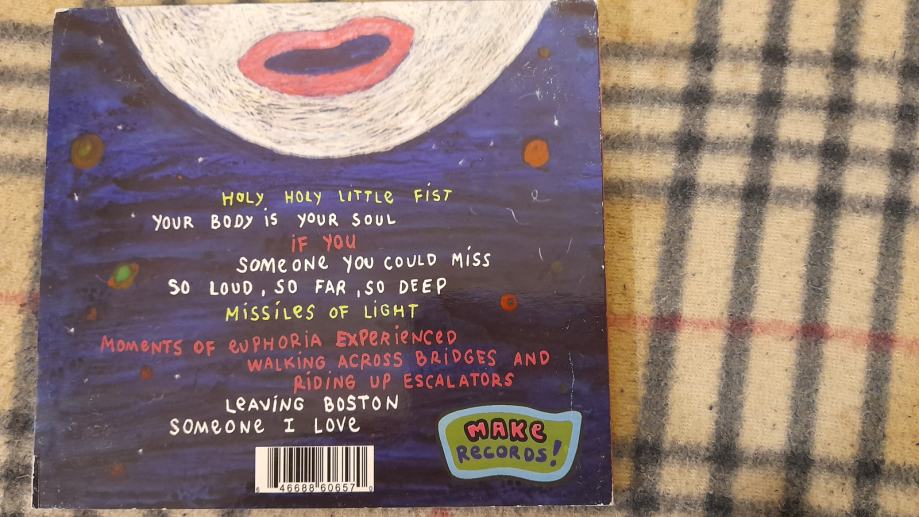 HOLY, HOLY LITTLE FIST
YOUR BODY IS YOUR SOUL
IF YOU
SOMEONE YOU COULD MISS
SO LOUD, SO FAR, SO DEEP
MISSILES OF LIGHT
MOMENTS OF EUPHORIA EXPERIENCED
WALKING ACROSS BRIDGES AND
RIDING UP ESCALATORS
LEAVING BOSTON
SOMEONE I LOVE
MAKE
RECORDS!
46688 60657